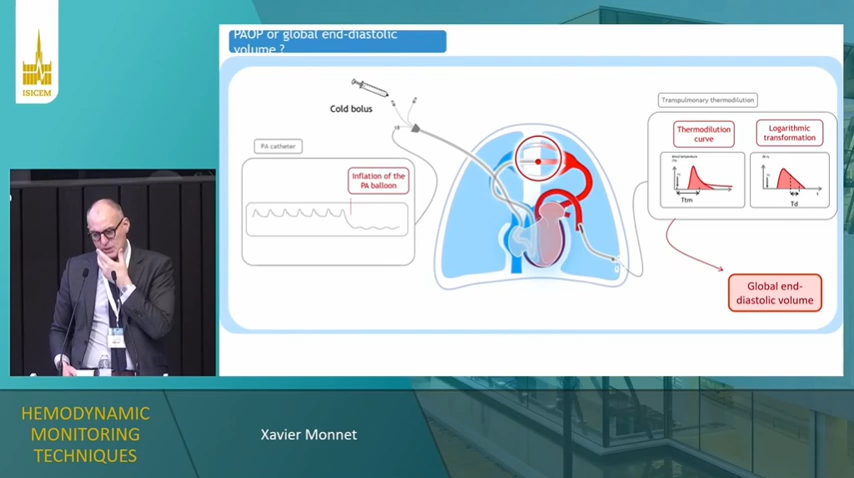 PAOP or global end-diastolic
volume ?
ISICEM
Cold bolus
PA catheter
Inflation of the
PA balloon
Transpulmonary thermodilution
Thermodilution
curve
Logarithmic
transformation
Ttm
Td
Global end-
diastolic volume
HEMODYNAMIC
MONITORING
TECHNIQUES
Xavier Monnet